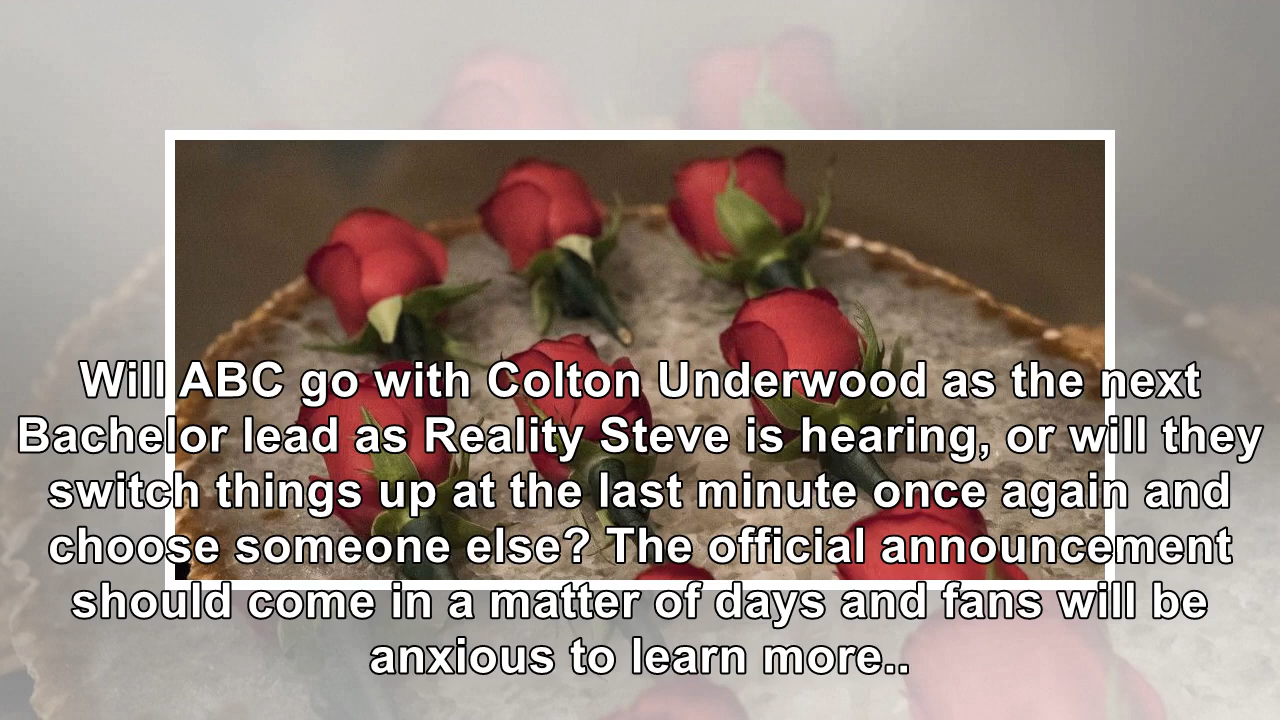 Will ABC go with Colton Underwood as the next
Bachelor lead as Reality Steve is hearing, or will they
switch things up at the last minute once again and
choose someone else? The official announcement
should come in a matter of days and fans will be
anxious to learn more..